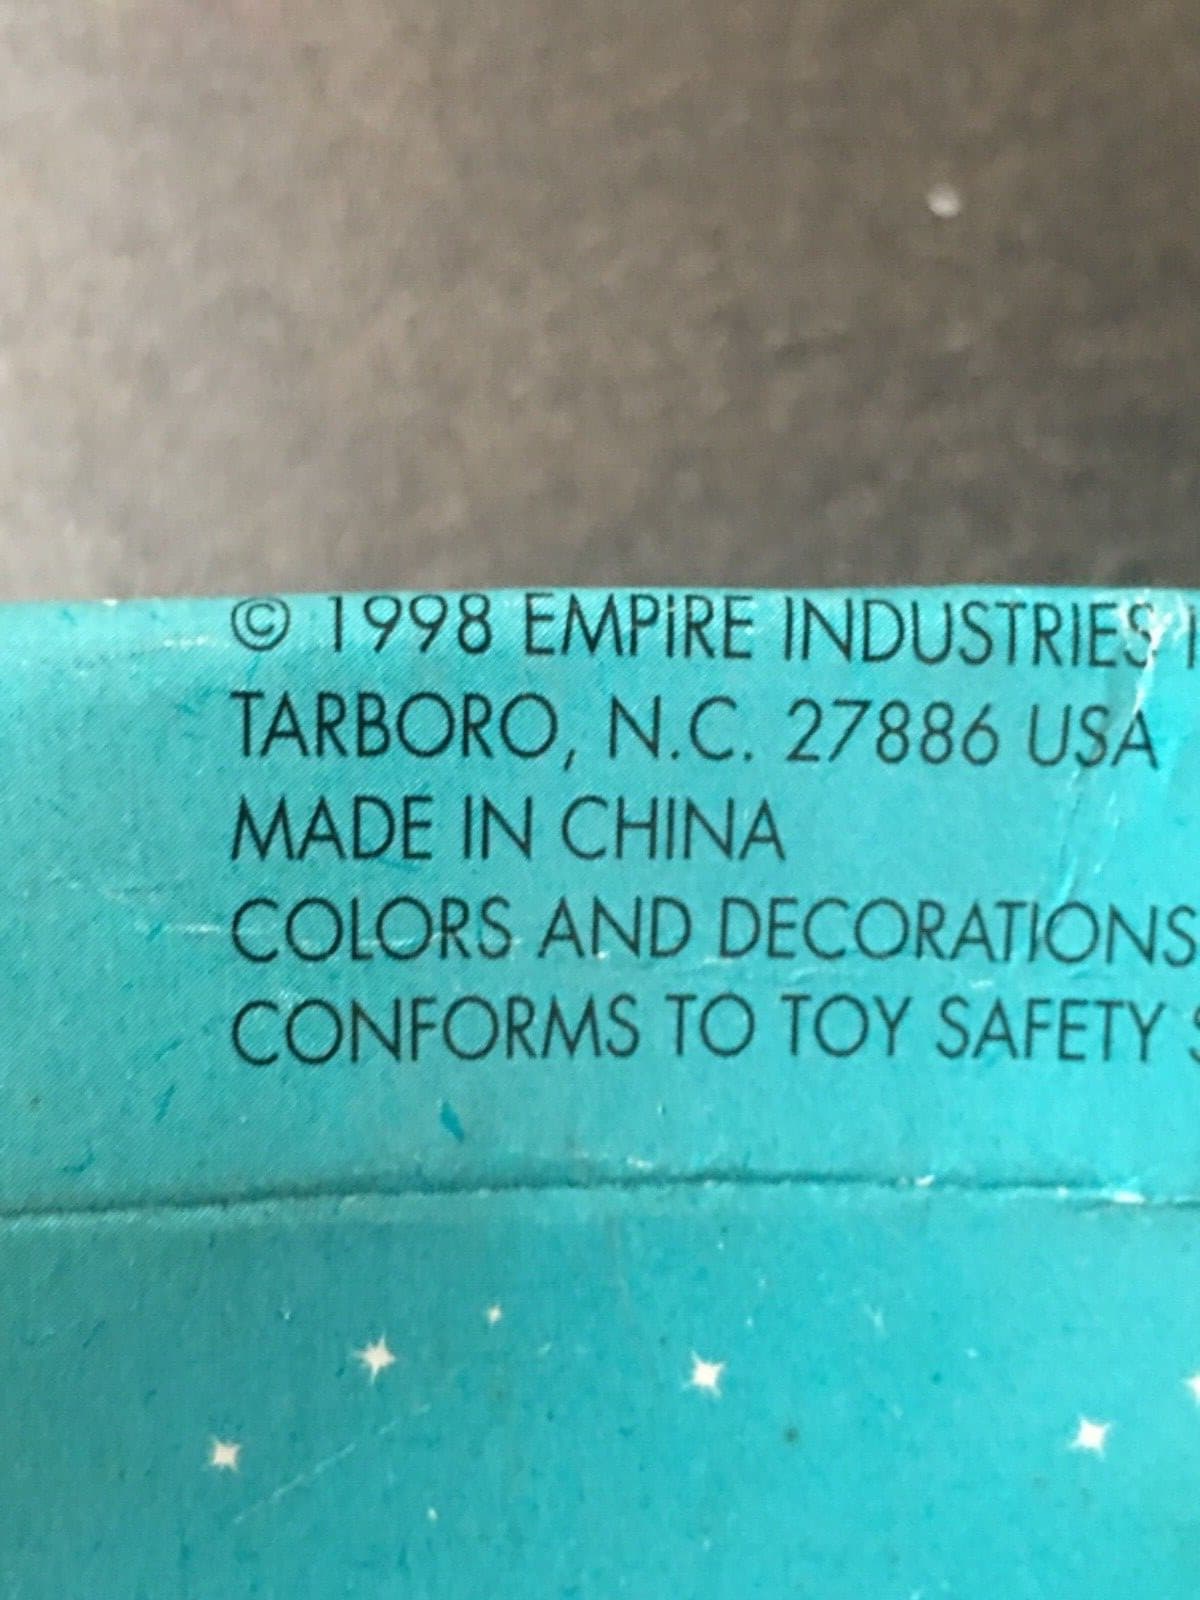 © 1998 EMPIRE INDUSTRIES
TARBORO, N.C. 27886 USA
MADE IN CHINA
COLORS AND DECORATIONS
CONFORMS TO TOY SAFETY